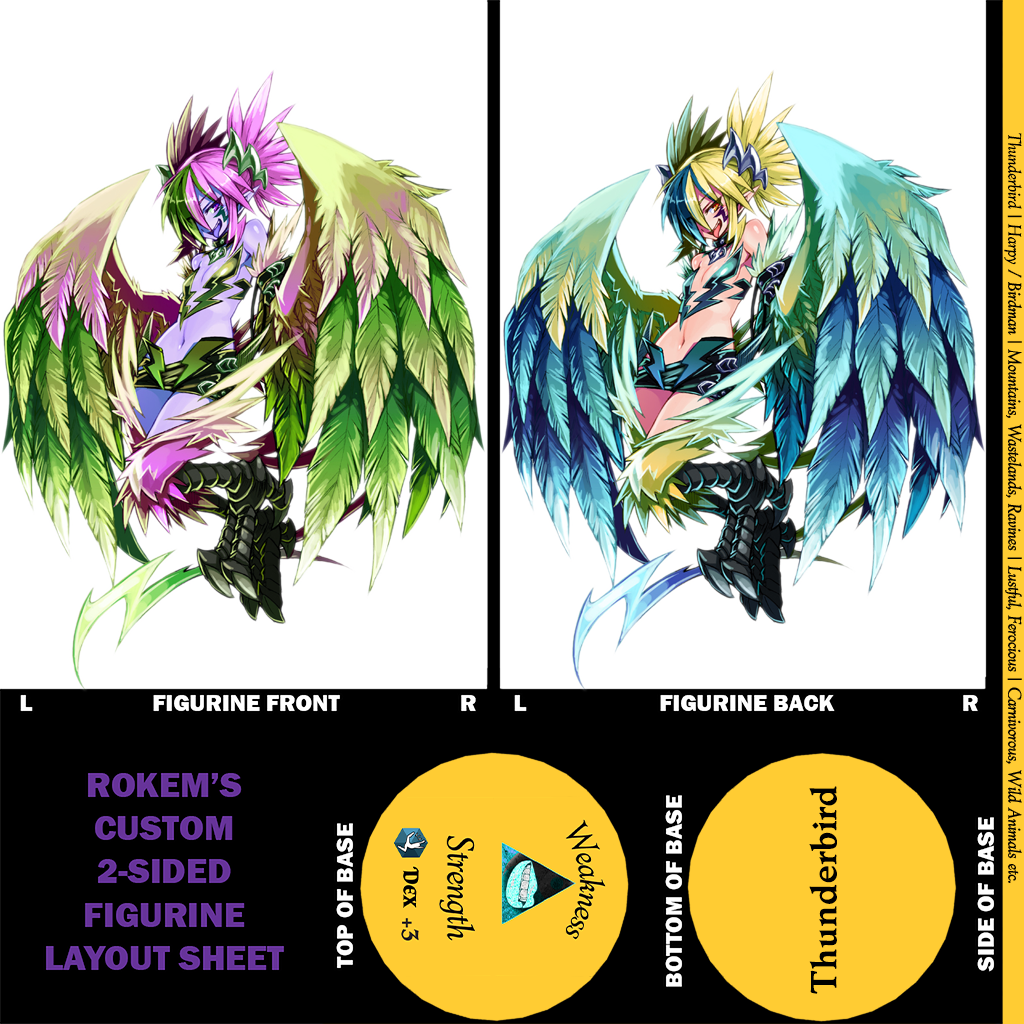 L FIGURINE FRONT R
L FIGURINE BACK R
ROKEM'S
CUSTOM
2-SIDED
FIGURINE
LAYOUT SHEET
TOP OF BASE
Weakness
Strength
Dex +3
BOTTOM OF BASE
Thunderbird
SIDE OF BASE
Thunderbird | Harpy / Birdman | Mountains, Wastelands, Ravines | Lustful, Ferocious | Carnivorous, Wild Animals etc.